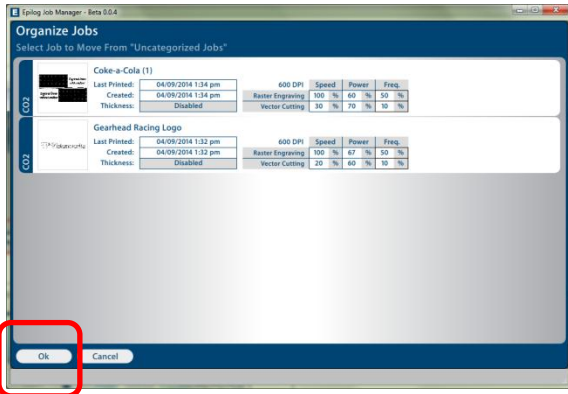 Epilog Job Manager - Beta 0.0.4
Organize Jobs
Select Job to Move From "Uncategorized Jobs"
CO2
Coke-a-Cola (1)
Last Printed: 04/09/2014 1:34 pm 600 DPI Speed Power Freq.
Created: 04/09/2014 1:34 pm Raster Engraving 100 % 60 % 50 %
Thickness: Disabled Vector Cutting 30 % 70 % 10 %
CO2
Gearhead Racing Logo
Last Printed: 04/09/2014 1:32 pm 600 DPI Speed Power Freq.
Created: 04/09/2014 1:32 pm Raster Engraving 100 % 67 % 50 %
Thickness: Disabled Vector Cutting 20 % 60 % 10 %
Ok Cancel